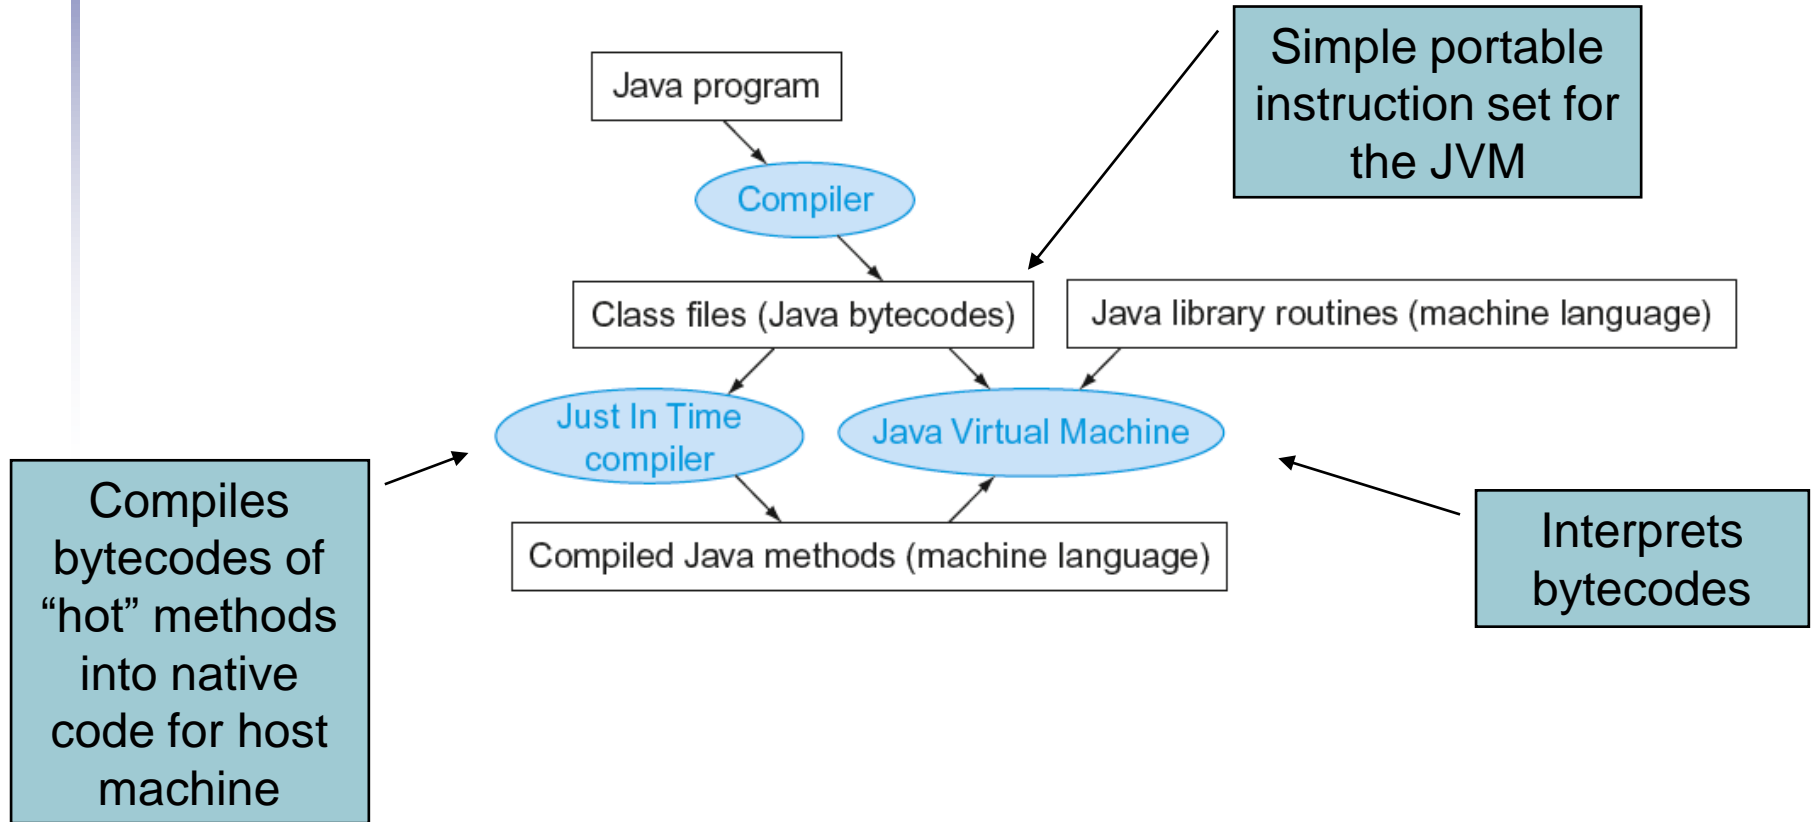 Simple portable
instruction set for
the JVM
Java program
Compiler
Class files (Java bytecodes)
Java library routines (machine language)
Just In Time
compiler
Java Virtual Machine
Compiles
bytecodes of
“hot” methods
into native
code for host
machine
Compiled Java methods (machine language)
Interprets
bytecodes